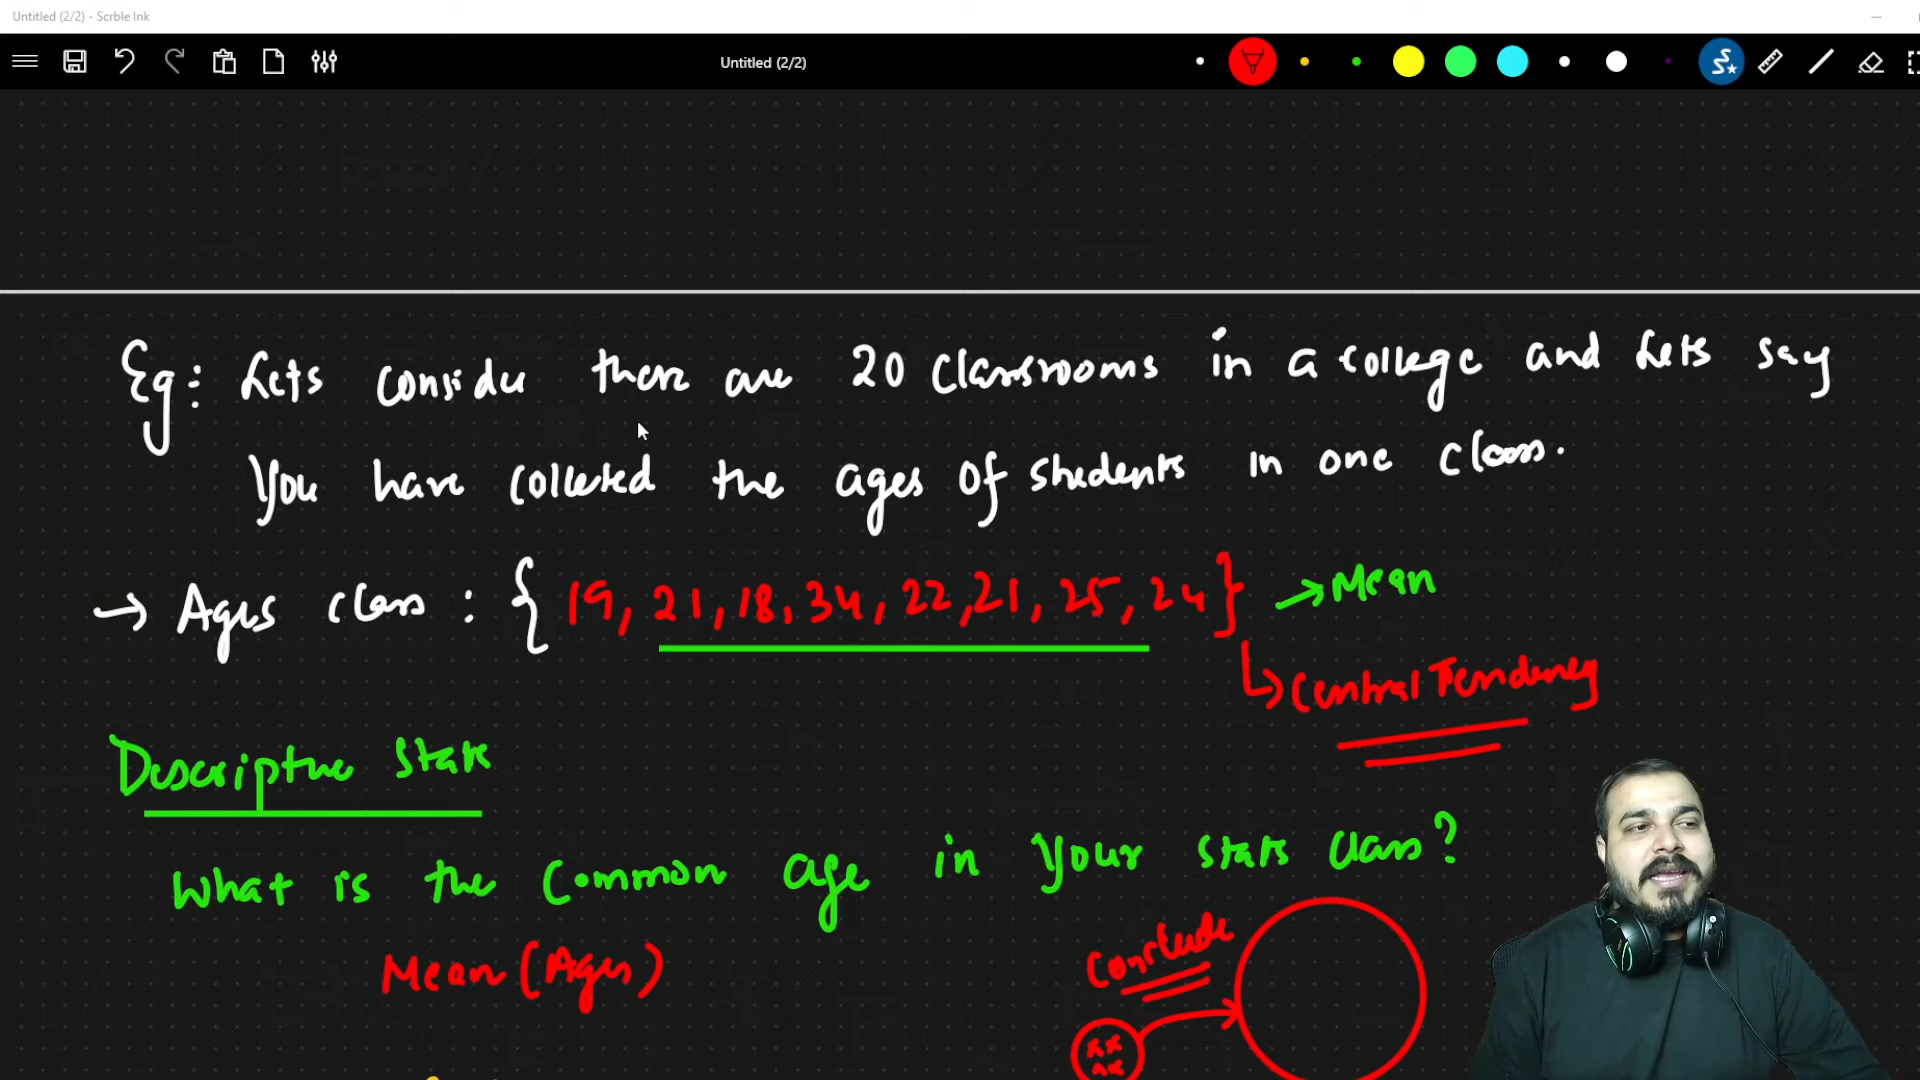 Untitled (2/2) - Scrble Ink
Untitled (2/2)
Eg: Lets consider there are 20 classrooms in a college and lets say
You have collected the ages of students in one class.
→ Ages class : { 19, 21, 18, 34, 22, 21, 25, 24 } → Mean
↳ Central Tendency
Descriptive Stats
What is the common age in your stats class?
Mean (Ages)
Conclude
xx
xx